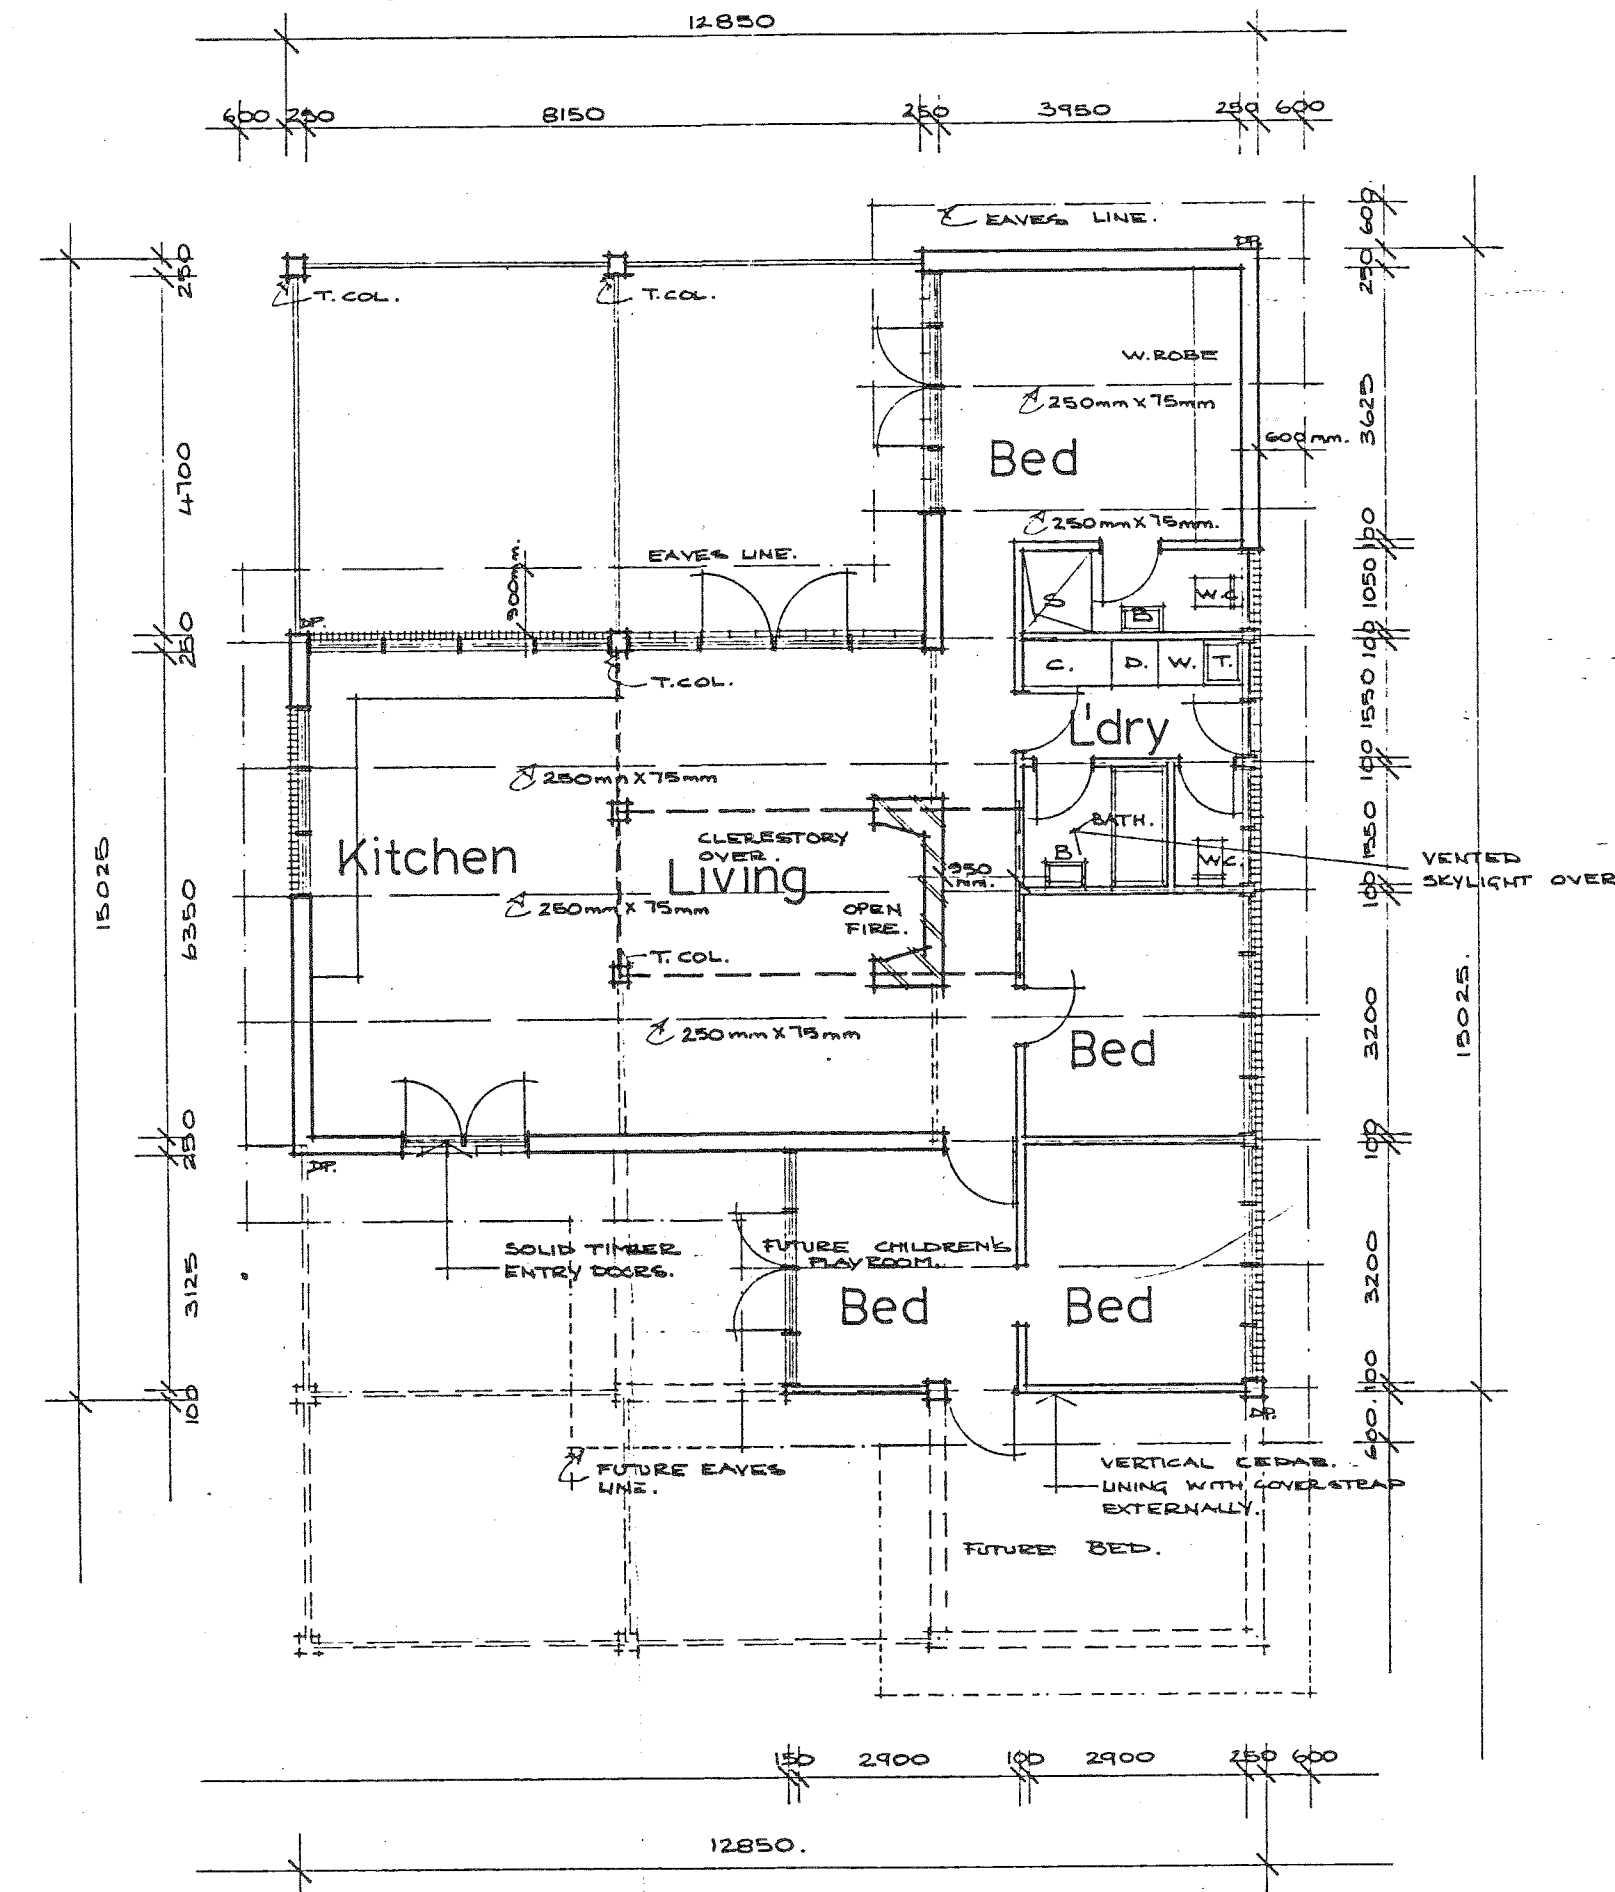 12850
600 250 8150 250 3950 250 600
EAVES LINE.
T. COL.
T. COL.
W. ROBE
250mm X 75mm
Bed
600mm.
250mm X 75mm.
EAVES LINE.
900mm.
DP.
DP.
S
B
W.C.
C. D. W. T.
T. COL.
L'dry
250mm X 75mm
CLERESTORY
OVER.
Kitchen
Living
BATH.
B
W.C.
VENTED
SKYLIGHT OVER
950
mm.
250mm X 75mm
OPEN
FIRE.
T. COL.
250mm X 75mm
Bed
DP.
SOLID TIMBER
ENTRY DOORS.
FUTURE CHILDREN'S
PLAYROOM.
Bed
Bed
DP.
FUTURE EAVES
LINE.
VERTICAL CEDAR
LINING WITH COVERSTRAP
EXTERNALLY.
FUTURE BED.
15025
250
4700
250
6350
250
3125
100
600.
250
3625
100
1050
100
1550
100
1550
100
3200
100
3200
100
600.
15025.
150 2900 100 2900 250 600
12850.